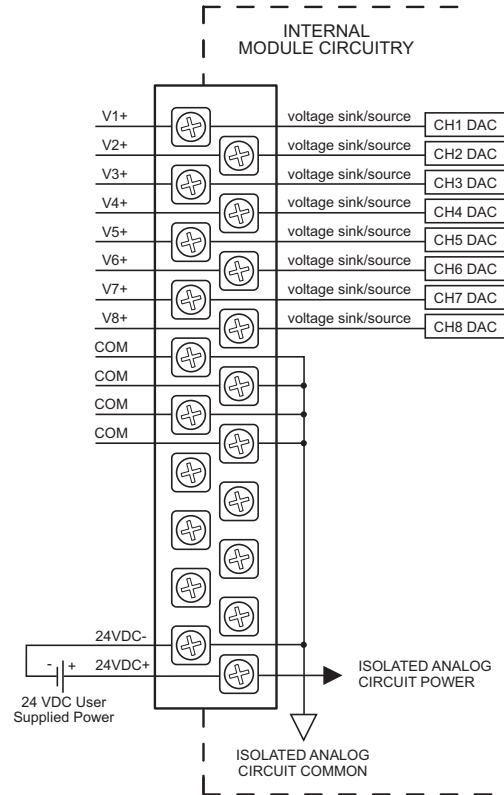 INTERNAL
MODULE CIRCUITRY
V1+ voltage sink/source CH1 DAC
V2+ voltage sink/source CH2 DAC
V3+ voltage sink/source CH3 DAC
V4+ voltage sink/source CH4 DAC
V5+ voltage sink/source CH5 DAC
V6+ voltage sink/source CH6 DAC
V7+ voltage sink/source CH7 DAC
V8+ voltage sink/source CH8 DAC
COM
COM
COM
COM
24VDC-
- + 24VDC+
24 VDC User
Supplied Power
ISOLATED ANALOG
CIRCUIT POWER
ISOLATED ANALOG
CIRCUIT COMMON